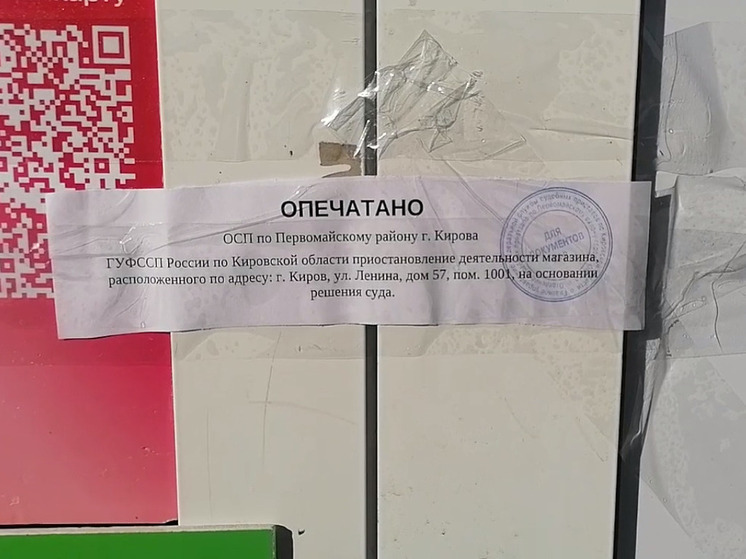 карту
ОПЕЧАТАНО
ОСП по Первомайскому району г. Кирова
ГУФССП России по Кировской области приостановление деятельности магазина,
расположенного по адресу: г. Киров, ул. Ленина, дом 57, пом. 1001, на основании
решения суда.
ДЛЯ
ДОКУМЕНТОВ